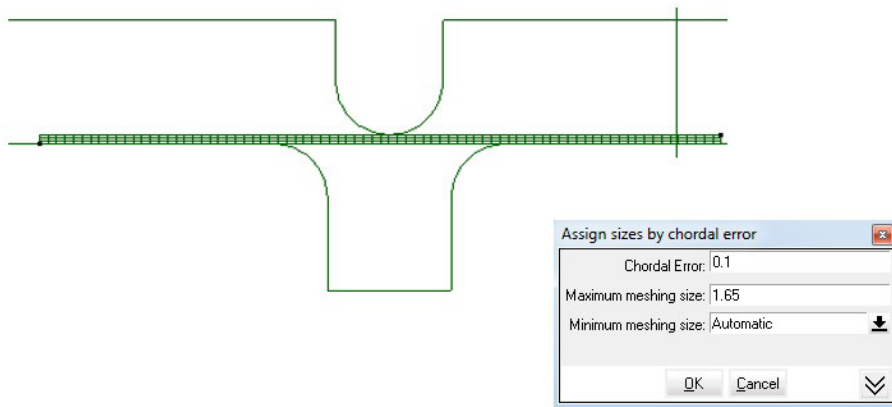 Assign sizes by chordal error
Chordal Error: 0.1
Maximum meshing size: 1.65
Minimum meshing size: Automatic
OK Cancel